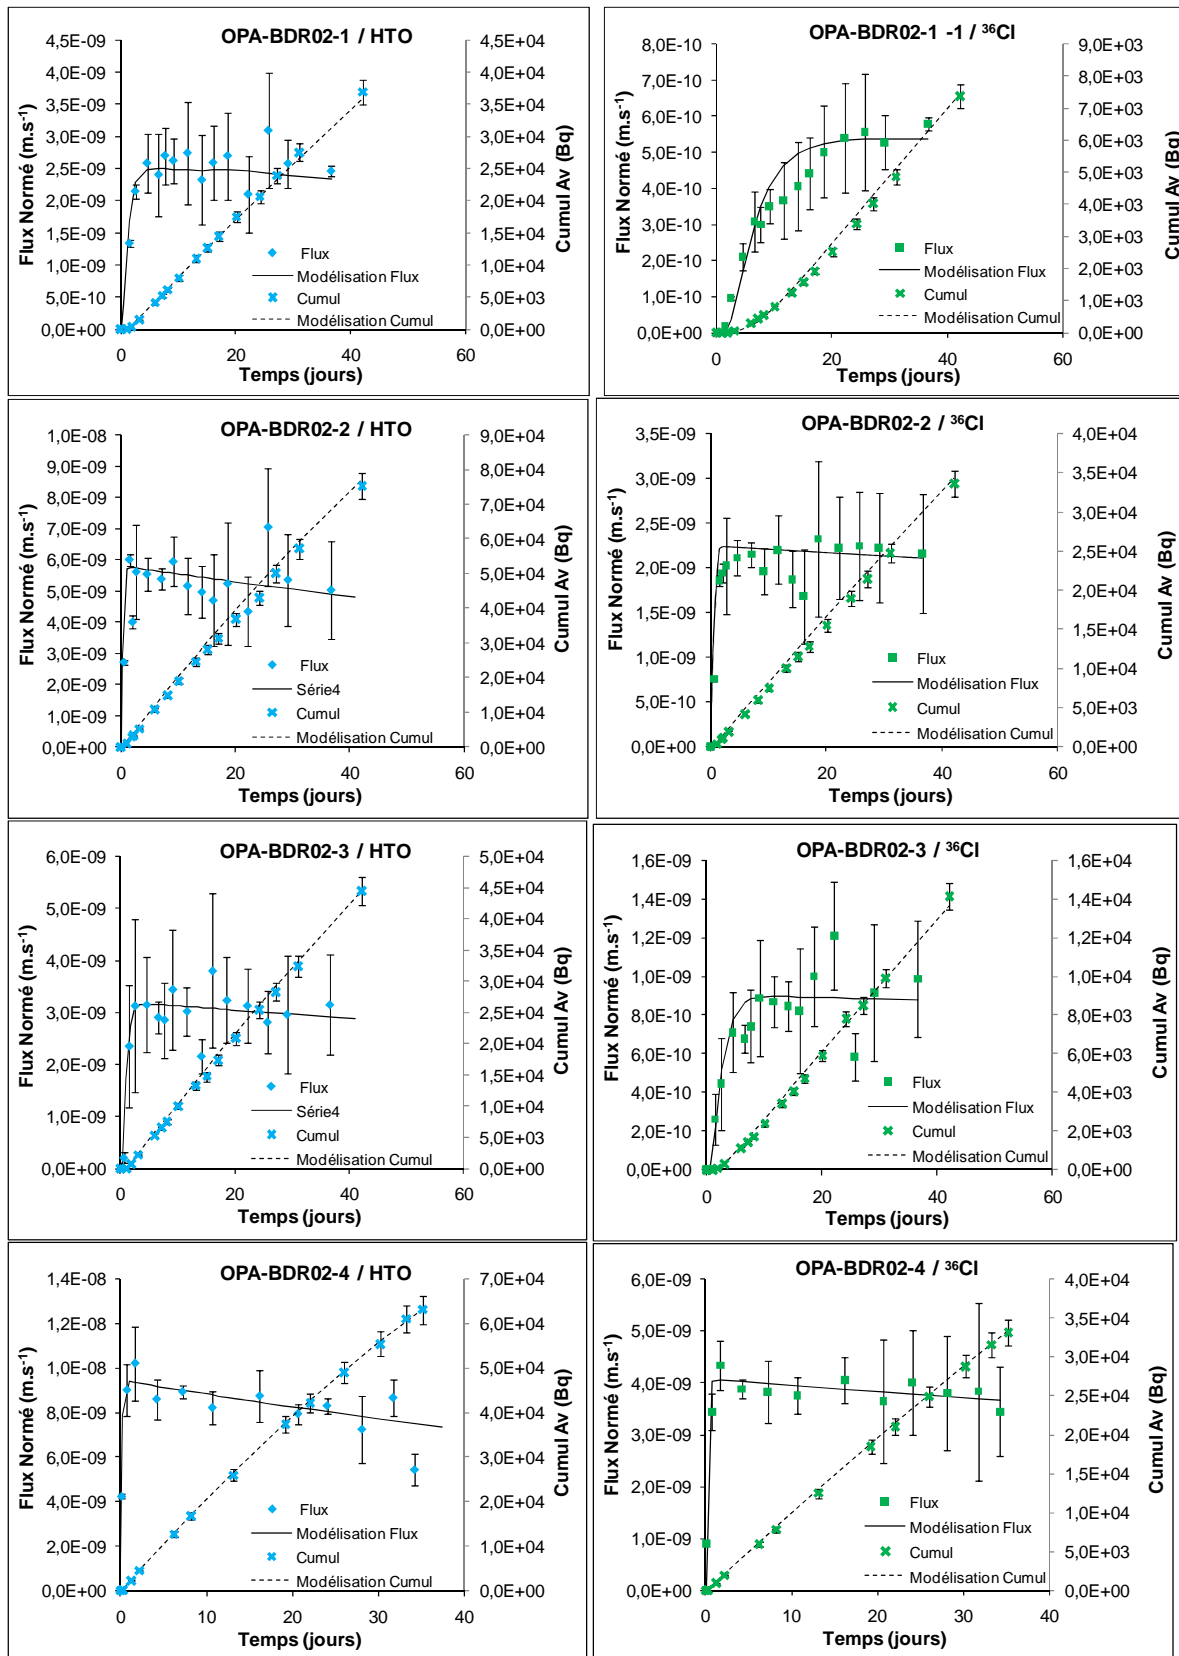 OPA-BDR02-1 / HTO
4,5E-09
4,0E-09
3,5E-09
3,0E-09
2,5E-09
2,0E-09
1,5E-09
1,0E-09
5,0E-10
0,0E+00
Flux Normé (m.s-1)
4,5E+04
4,0E+04
3,5E+04
3,0E+04
2,5E+04
2,0E+04
1,5E+04
1,0E+04
5,0E+03
0,0E+00
Cumul Av (Bq)
Flux
Modélisation Flux
Cumul
Modélisation Cumul
0 20 40 60
Temps (jours)
OPA-BDR02-1 -1 / 36Cl
8,0E-10
7,0E-10
6,0E-10
5,0E-10
4,0E-10
3,0E-10
2,0E-10
1,0E-10
0,0E+00
Flux Normé (m.s-1)
9,0E+03
8,0E+03
7,0E+03
6,0E+03
5,0E+03
4,0E+03
3,0E+03
2,0E+03
1,0E+03
0,0E+00
Cumul Av (Bq)
Flux
Modélisation Flux
Cumul
Modélisation Cumul
0 20 40 60
Temps (jours)
OPA-BDR02-2 / HTO
1,0E-08
9,0E-09
8,0E-09
7,0E-09
6,0E-09
5,0E-09
4,0E-09
3,0E-09
2,0E-09
1,0E-09
0,0E+00
Flux Normé (m.s-1)
9,0E+04
8,0E+04
7,0E+04
6,0E+04
5,0E+04
4,0E+04
3,0E+04
2,0E+04
1,0E+04
0,0E+00
Cumul Av (Bq)
Flux
Série4
Cumul
Modélisation Cumul
0 20 40 60
Temps (jours)
OPA-BDR02-2 / 36Cl
3,5E-09
3,0E-09
2,5E-09
2,0E-09
1,5E-09
1,0E-09
5,0E-10
0,0E+00
Flux Normé (m.s-1)
4,0E+04
3,5E+04
3,0E+04
2,5E+04
2,0E+04
1,5E+04
1,0E+04
5,0E+03
0,0E+00
Cumul Av (Bq)
Flux
Modélisation Flux
Cumul
Modélisation Cumul
0 20 40 60
Temps (jours)
OPA-BDR02-3 / HTO
6,0E-09
5,0E-09
4,0E-09
3,0E-09
2,0E-09
1,0E-09
0,0E+00
Flux Normé (m.s-1)
5,0E+04
4,5E+04
4,0E+04
3,5E+04
3,0E+04
2,5E+04
2,0E+04
1,5E+04
1,0E+04
5,0E+03
0,0E+00
Cumul Av (Bq)
Flux
Série4
Cumul
Modélisation Cumul
0 20 40 60
Temps (jours)
OPA-BDR02-3 / 36Cl
1,6E-09
1,4E-09
1,2E-09
1,0E-09
8,0E-10
6,0E-10
4,0E-10
2,0E-10
0,0E+00
Flux Normé (m.s-1)
1,6E+04
1,4E+04
1,2E+04
1,0E+04
8,0E+03
6,0E+03
4,0E+03
2,0E+03
0,0E+00
Cumul Av (Bq)
Flux
Modélisation Flux
Cumul
Modélisation Cumul
0 20 40 60
Temps (jours)
OPA-BDR02-4 / HTO
1,4E-08
1,2E-08
1,0E-08
8,0E-09
6,0E-09
4,0E-09
2,0E-09
0,0E+00
Flux Normé (m.s-1)
7,0E+04
6,0E+04
5,0E+04
4,0E+04
3,0E+04
2,0E+04
1,0E+04
0,0E+00
Cumul Av (Bq)
Flux
Modélisation Flux
Cumul
Modélisation Cumul
0 10 20 30 40
Temps (jours)
OPA-BDR02-4 / 36Cl
6,0E-09
5,0E-09
4,0E-09
3,0E-09
2,0E-09
1,0E-09
0,0E+00
Flux Normé (m.s-1)
4,0E+04
3,5E+04
3,0E+04
2,5E+04
2,0E+04
1,5E+04
1,0E+04
5,0E+03
0,0E+00
Cumul Av (Bq)
Flux
Modélisation Flux
Cumul
Modélisation Cumul
0 10 20 30 40
Temps (jours)